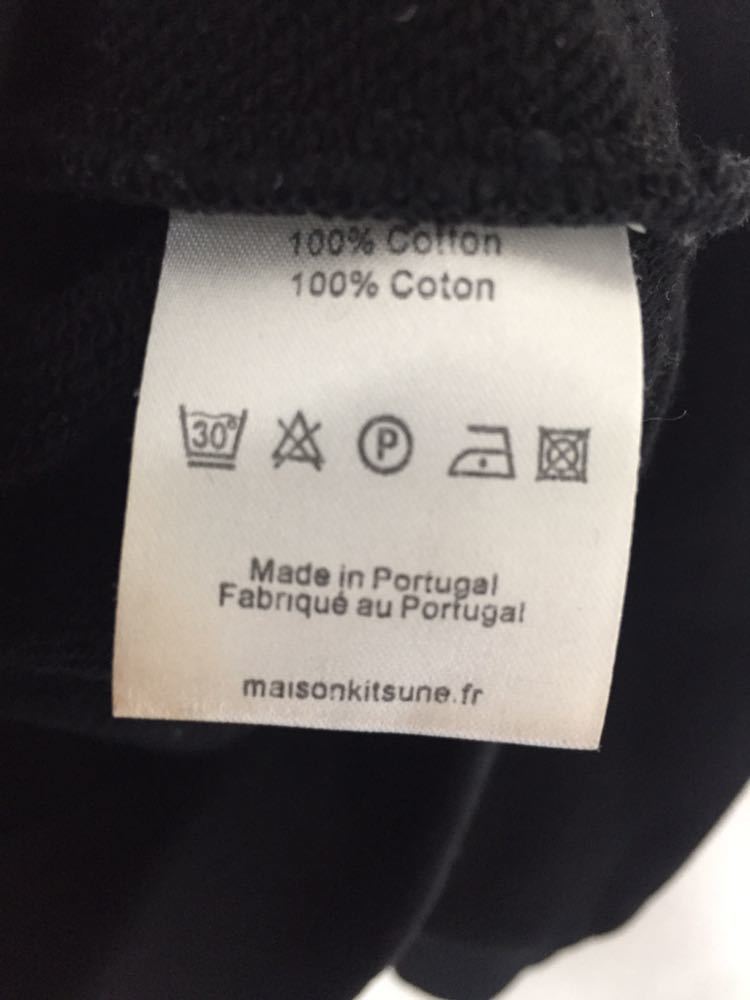 100% Cotton
100% Coton
30°
P
Made in Portugal
Fabriqué au Portugal
maisonkitsune.fr